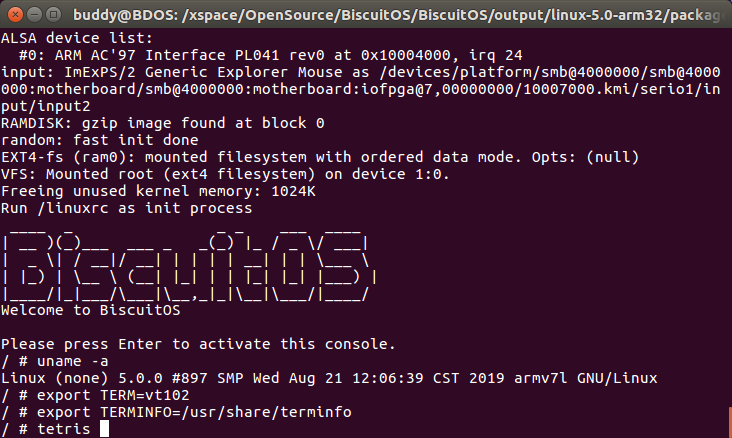 buddy@BDOS: /xspace/OpenSource/BiscuitOS/BiscuitOS/output/linux-5.0-arm32/package
ALSA device list:
  #0: ARM AC'97 Interface PL041 rev0 at 0x10004000, irq 24
input: ImExPS/2 Generic Explorer Mouse as /devices/platform/smb@4000000/smb@4000
000:motherboard/smb@4000000:motherboard:iofpga@7,00000000/10007000.kmi/serio1/in
put/input2
RAMDISK: gzip image found at block 0
random: fast init done
EXT4-fs (ram0): mounted filesystem with ordered data mode. Opts: (null)
VFS: Mounted root (ext4 filesystem) on device 1:0.
Freeing unused kernel memory: 1024K
Run /linuxrc as init process
BiscuitOS
Welcome to BiscuitOS
Please press Enter to activate this console.
/ # uname -a
Linux (none) 5.0.0 #897 SMP Wed Aug 21 12:06:39 CST 2019 armv7l GNU/Linux
/ # export TERM=vt102
/ # export TERMINFO=/usr/share/terminfo
/ # tetris